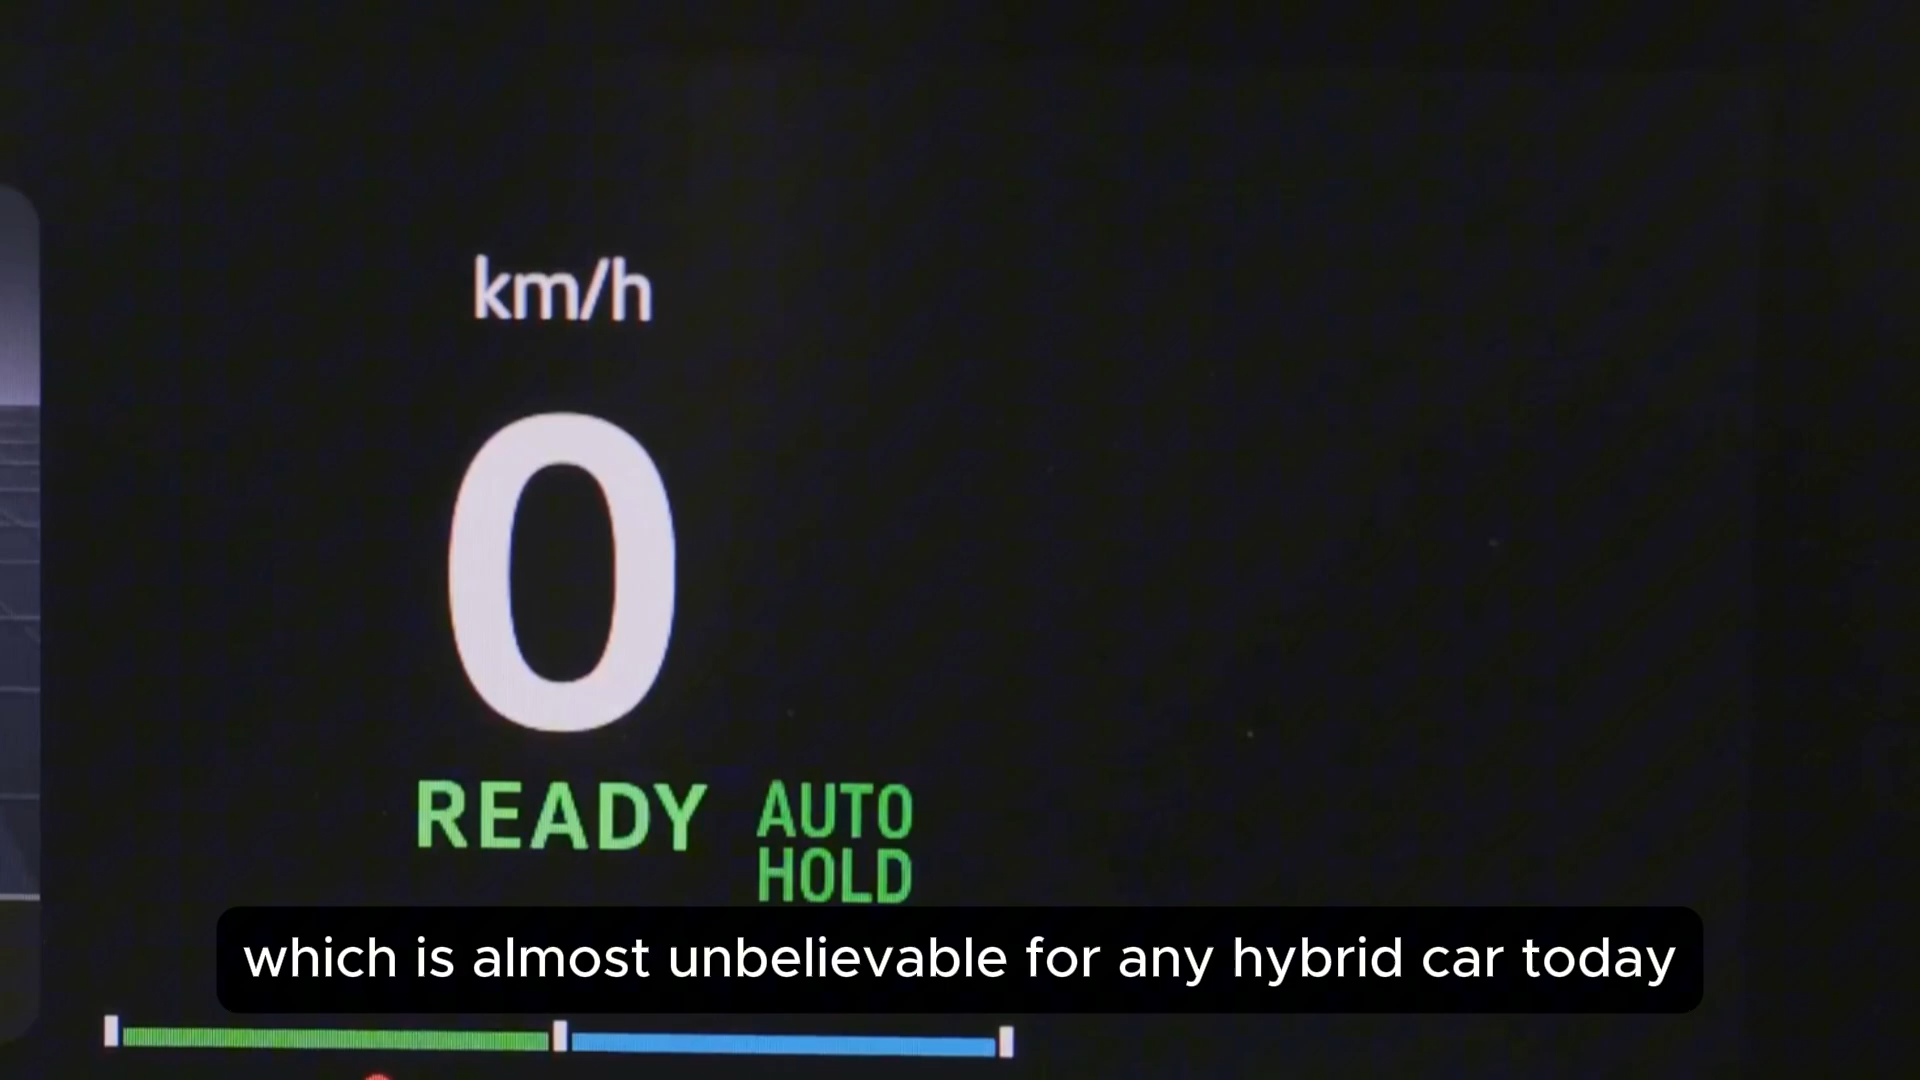 km/h
0
READY
AUTO
HOLD
which is almost unbelievable for any hybrid car today